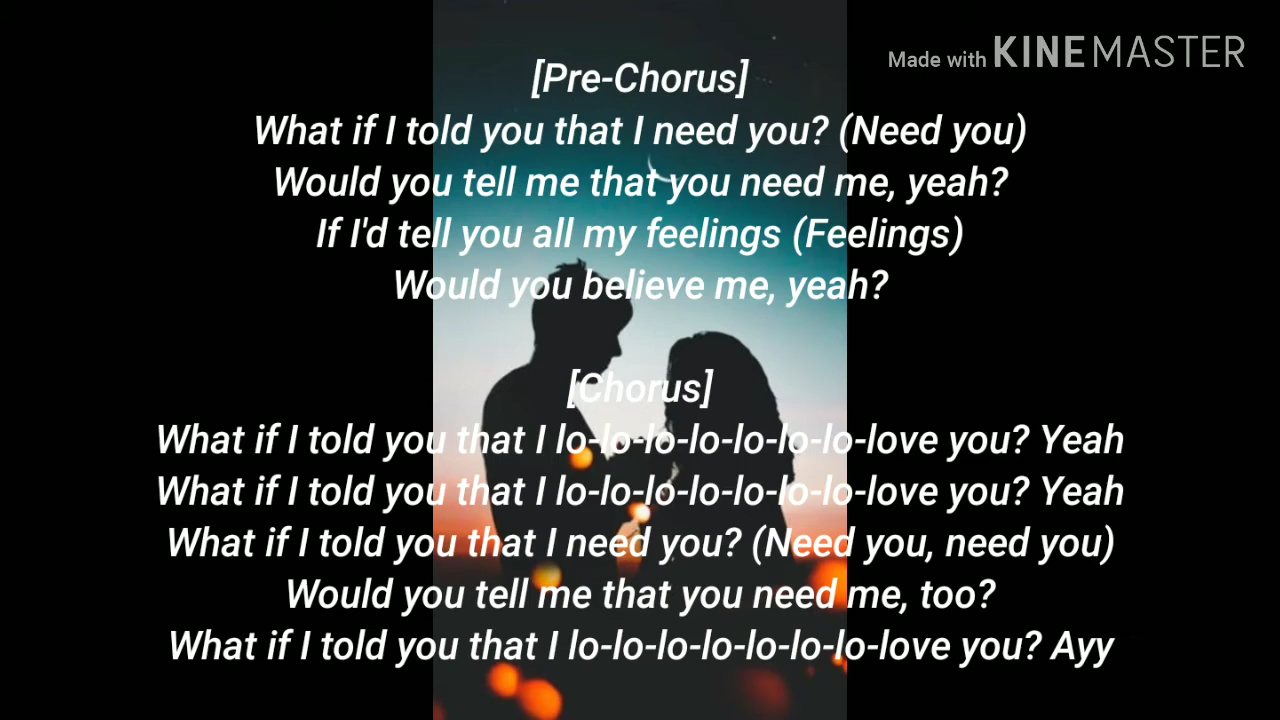 Made with KINEMASTER
[Pre-Chorus]
What if I told you that I need you? (Need you)
Would you tell me that you need me, yeah?
If I'd tell you all my feelings (Feelings)
Would you believe me, yeah?
[Chorus]
What if I told you that I lo-lo-lo-lo-lo-lo-lo-love you? Yeah
What if I told you that I lo-lo-lo-lo-lo-lo-lo-love you? Yeah
What if I told you that I need you? (Need you, need you)
Would you tell me that you need me, too?
What if I told you that I lo-lo-lo-lo-lo-lo-lo-love you? Ayy